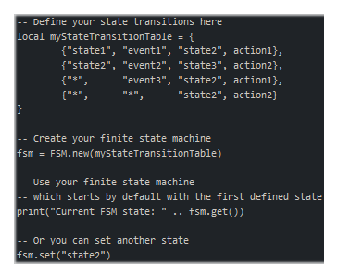 -- Define your state transitions here
local myStateTransitionTable = {
{"state1", "event1", "state2", action1},
{"state2", "event2", "state3", action2},
{"*", "event3", "state2", action1},
{"*", "*", "state2", action2}
}
-- Create your finite state machine
fsm = FSM.new(myStateTransitionTable)
Use your finite state machine
-- which starts by default with the first defined state
print("Current FSM state: " .. fsm.get())
-- Or you can set another state
fsm.set("state2")